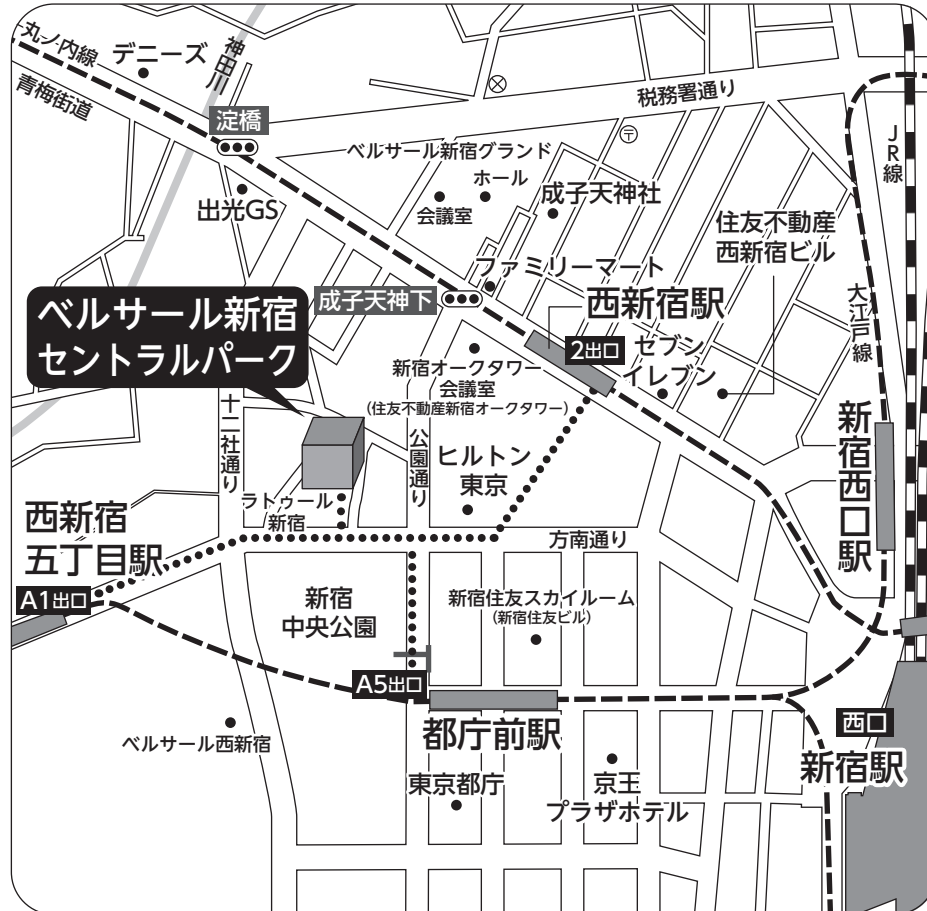 丸ノ内線
デニーズ
神田川
青梅街道
淀橋
税務署通り
〒
JR線
ベルサール新宿グランド
ホール
会議室
成子天神社
出光GS
住友不動産
西新宿ビル
ファミリーマート
成子天神下
西新宿駅
大江戸線
ベルサール新宿
セントラルパーク
2出口
セブン
イレブン
新宿オークタワー
会議室
(住友不動産新宿オークタワー)
十二社通り
公園通り
ヒルトン
東京
新宿西口駅
ラトゥール
新宿
西新宿
五丁目駅
方南通り
A1出口
新宿
中央公園
新宿住友スカイルーム
(新宿住友ビル)
A5出口
都庁前駅
西口
新宿駅
ベルサール西新宿
東京都庁
京王
プラザホテル